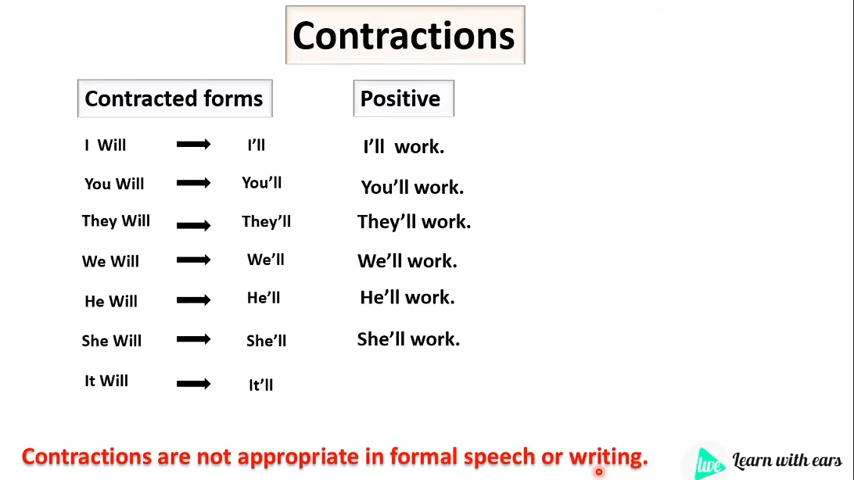 Contractions
Contracted forms
Positive
I Will I'll I'll work.
You Will You'll You'll work.
They Will They'll They'll work.
We Will We'll We'll work.
He Will He'll He'll work.
She Will She'll She'll work.
It Will It'll
Contractions are not appropriate in formal speech or writing.
live Learn with ears